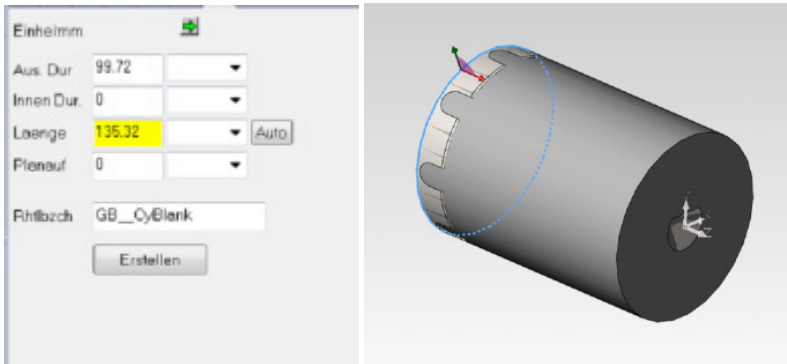 Einheimm
Aus. Dur 99.72
Innen Dur. 0
Laenge 135.32 Auto
Planauf 0
Rhtlbzch GB__CyBlank
Erstellen